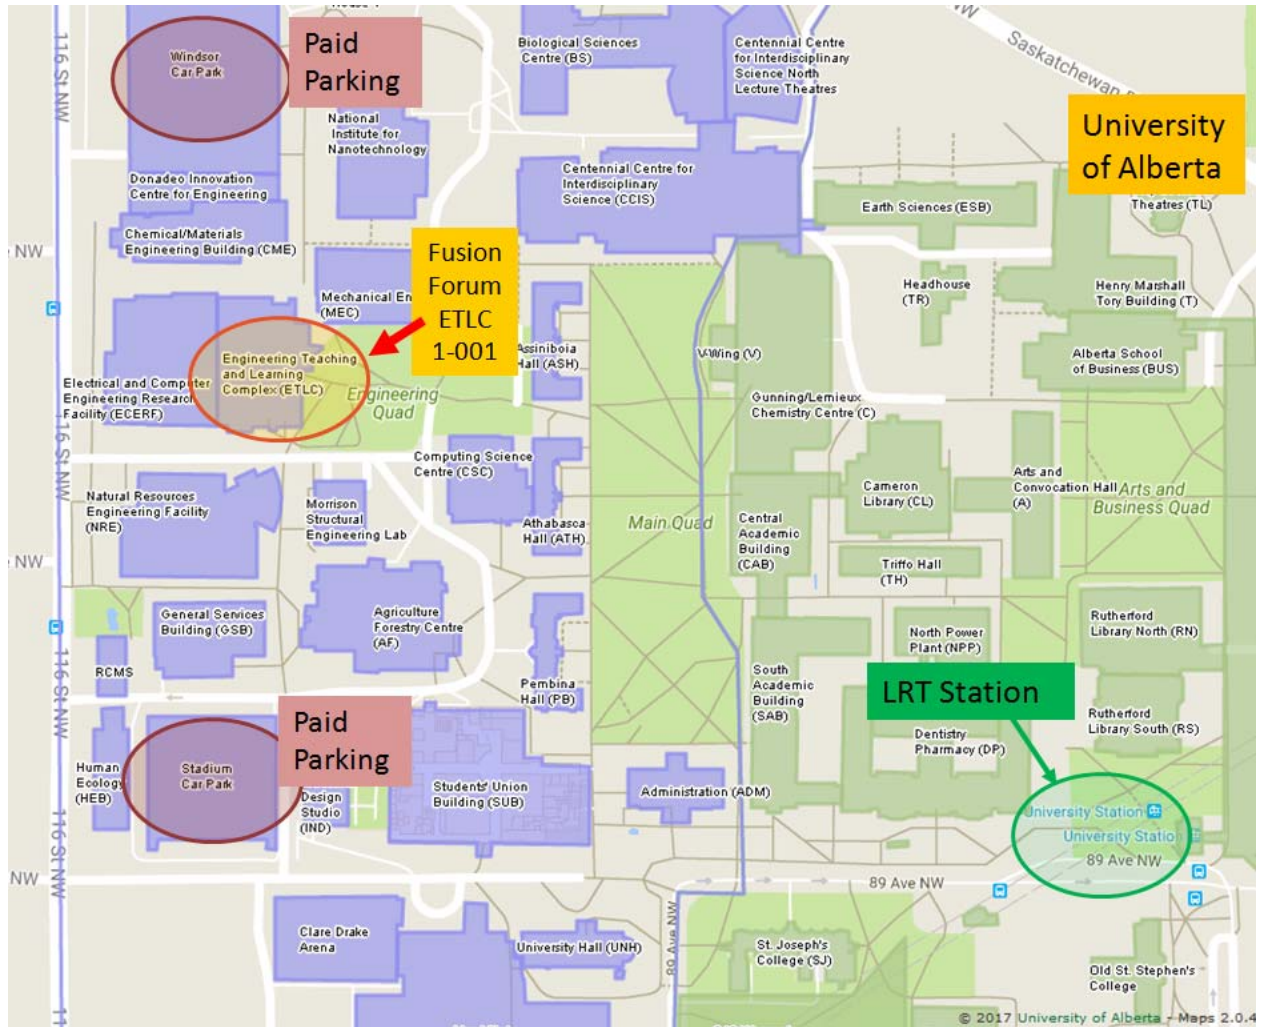 116 St NW
Windsor
Car Park
Paid
Parking
Biological Sciences
Centre (BS)
Centennial Centre
for Interdisciplinary
Science North
Lecture Theatres
NW
Saskatchewan
University
of Alberta
National
Institute for
Nanotechnology
Donadeo Innovation
Centre for Engineering
Centennial Centre for
Interdisciplinary
Science (CCIS)
Earth Sciences (ESB)
Theatres (TL)
Chemical/Materials
Engineering Building (CME)
NW
Fusion
Forum
ETLC
1-001
Mechanical En
(MEC)
Headhouse
(TR)
Henry Marshall
Tory Building (T)
Engineering Teaching
and Learning
Complex (ETLC)
Assiniboia
Hall (ASH)
V-Wing (V)
Alberta School
of Business (BUS)
Electrical and Computer
Engineering Research
Facility (ECERF)
Engineering
Quad
Gunning/Lemieux
Chemistry Centre (C)
116 St NW
Computing Science
Centre (CSC)
Natural Resources
Engineering Facility
(NRE)
Morrison
Structural
Engineering Lab
Athabasca
Hall (ATH)
Main Quad
Central
Academic
Building
(CAB)
Cameron
Library (CL)
Arts and
Convocation Hall
(A)
Arts and
Business Quad
NW
Triffo Hall
(TH)
General Services
Building (GSB)
Agriculture
Forestry Centre
(AF)
North Power
Plant (NPP)
Rutherford
Library North (RN)
RCMS
116 St NW
Pembina
Hall (PB)
South
Academic
Building
(SAB)
LRT Station
Rutherford
Library South (RS)
Paid
Parking
Dentistry
Pharmacy (DP)
Human
Ecology
(HEB)
Stadium
Car Park
Design
Studio
(IND)
Students' Union
Building (SUB)
Administration (ADM)
University Station
University Station
89 Ave NW
116 St NW
NW
89 Ave NW
Clare Drake
Arena
University Hall (UNH)
89 Ave NW
St. Joseph's
College (SJ)
Old St. Stephen's
College
11
© 2017 University of Alberta - Maps 2.0.4